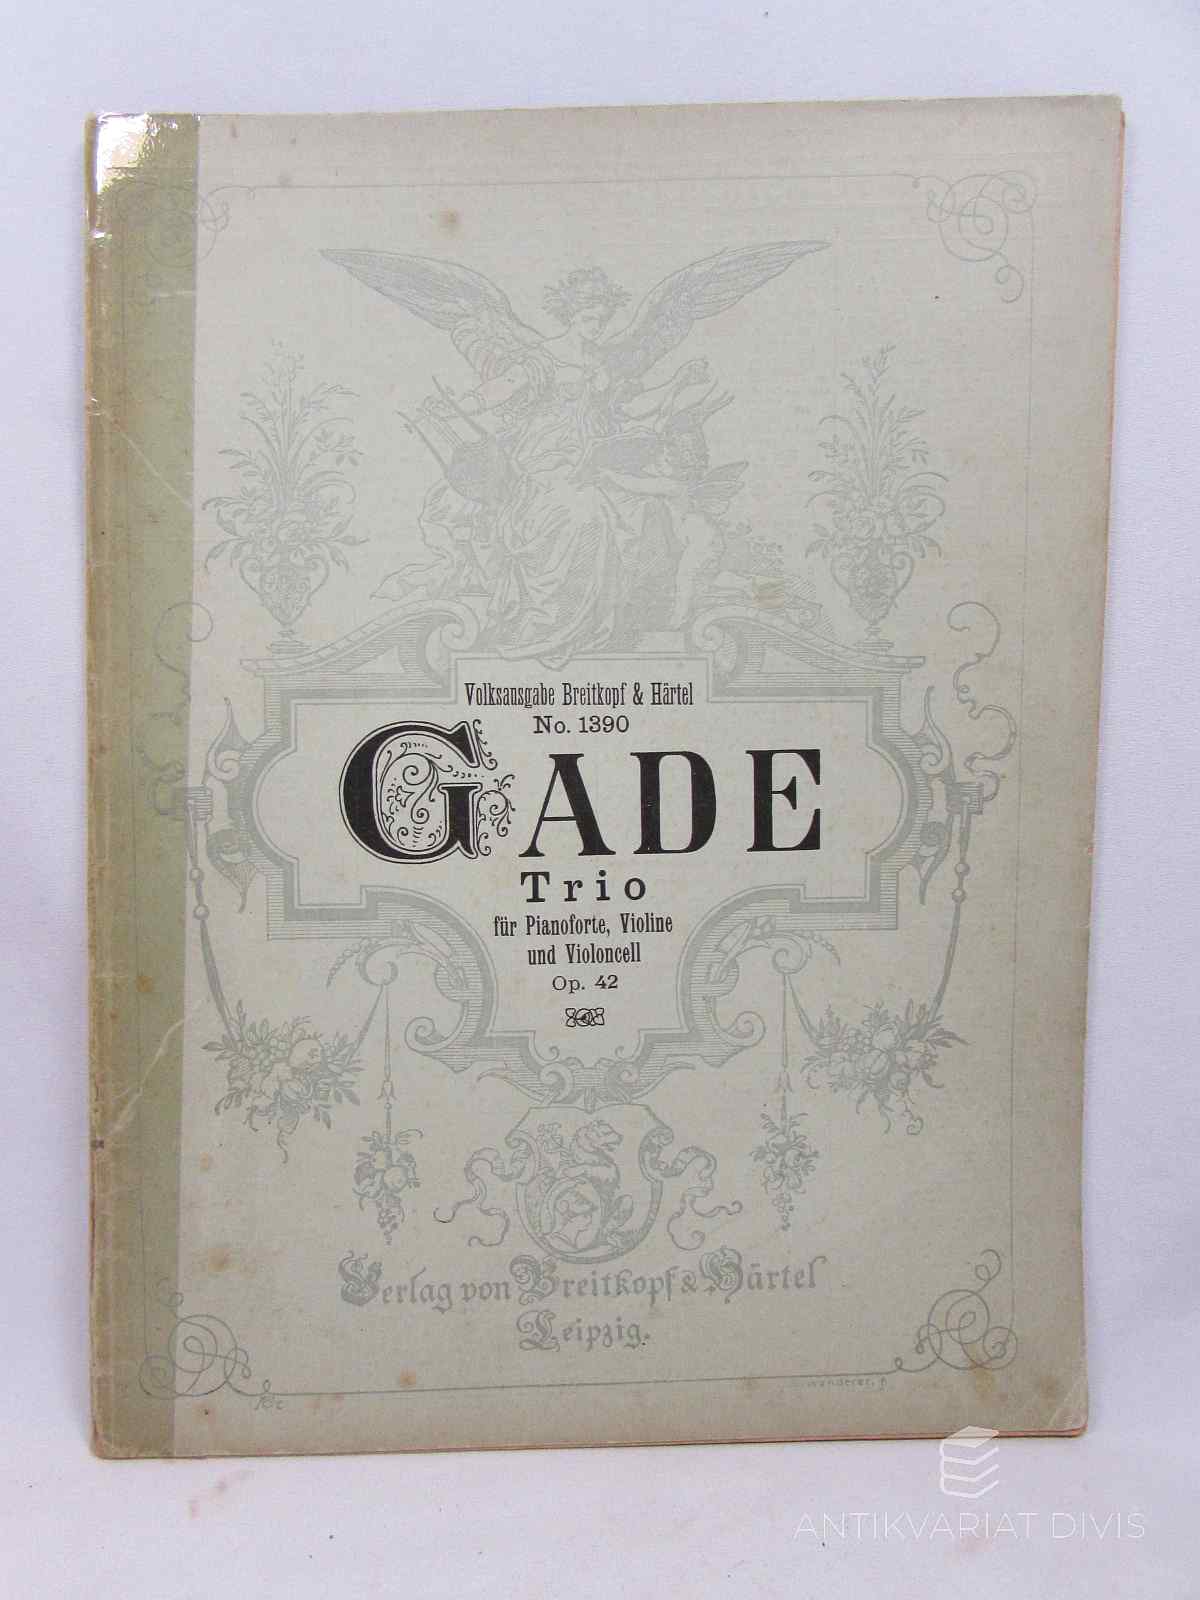 Volksausgabe Breitkopf & Härtel
No. 1390
GADE
Trio
für Pianoforte, Violine
und Violoncell
Op. 42
Verlag von Breitkopf & Härtel
Leipzig.
ANTIKVARIAT DIVIS